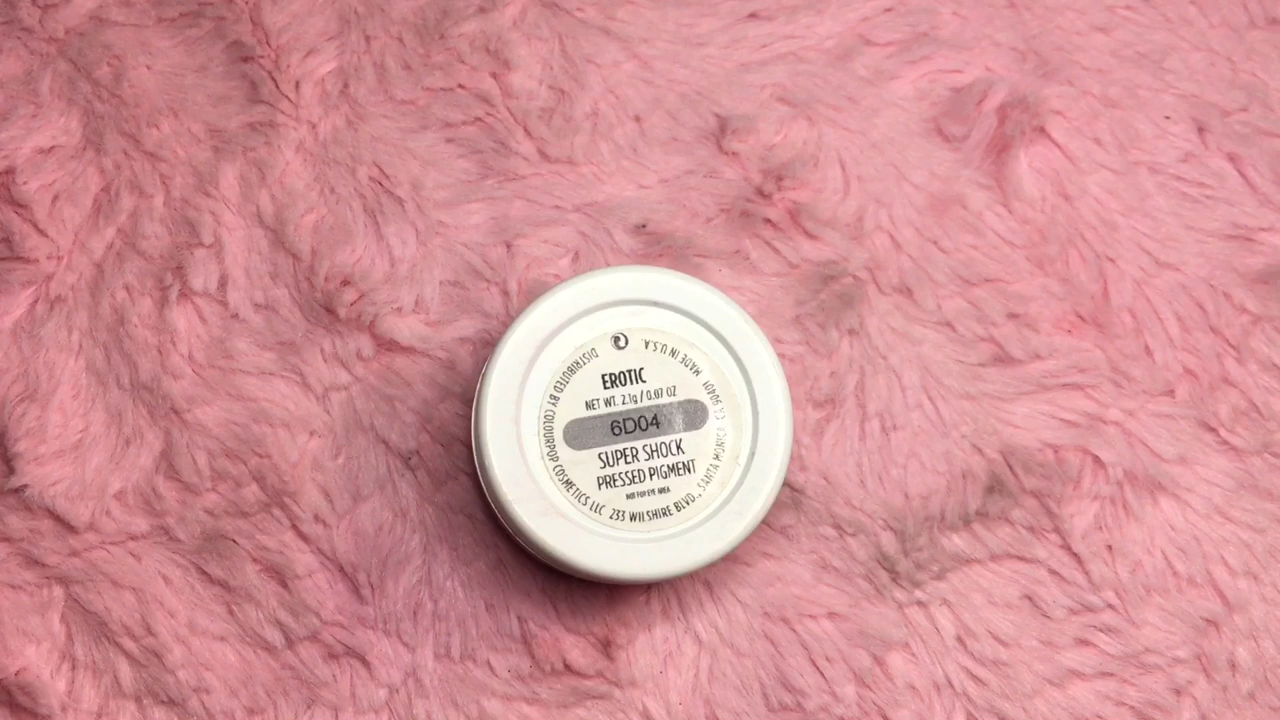 EROTIC
NET WT. 2.1g / 0.07 OZ
6D04
SUPER SHOCK
PRESSED PIGMENT
NOT FOR EYE AREA
DISTRIBUTED BY COLOURPOP COSMETICS LLC 233 WILSHIRE BLVD., SANTA MONICA CA 90401 MADE IN U.S.A.